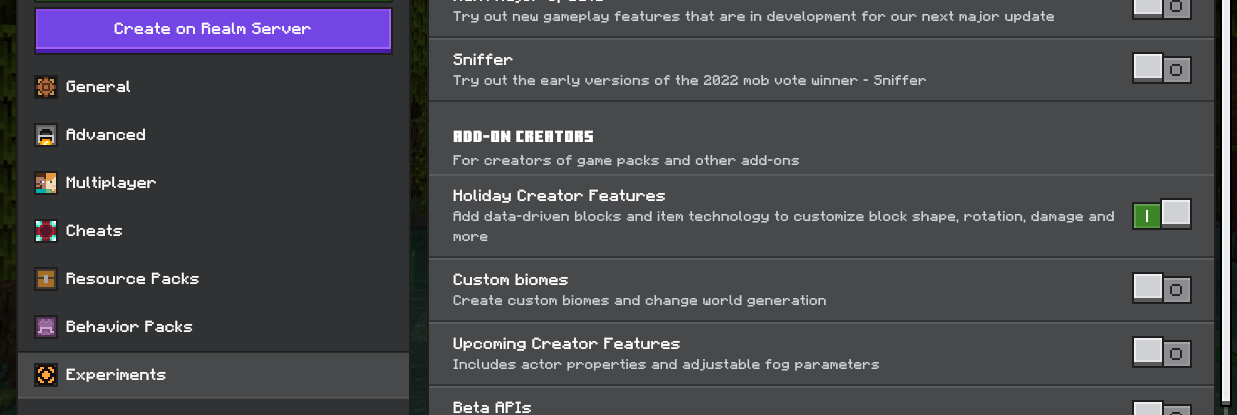 Create on Realm Server
General
Advanced
Multiplayer
Cheats
Resource Packs
Behavior Packs
Experiments
Try out new gameplay features that are in development for our next major update
Sniffer
Try out the early versions of the 2022 mob vote winner - Sniffer
ADD-ON CREATORS
For creators of game packs and other add-ons
Holiday Creator Features
Add data-driven blocks and item technology to customize block shape, rotation, damage and
more
Custom biomes
Create custom biomes and change world generation
Upcoming Creator Features
Includes actor properties and adjustable fog parameters
Beta APIs